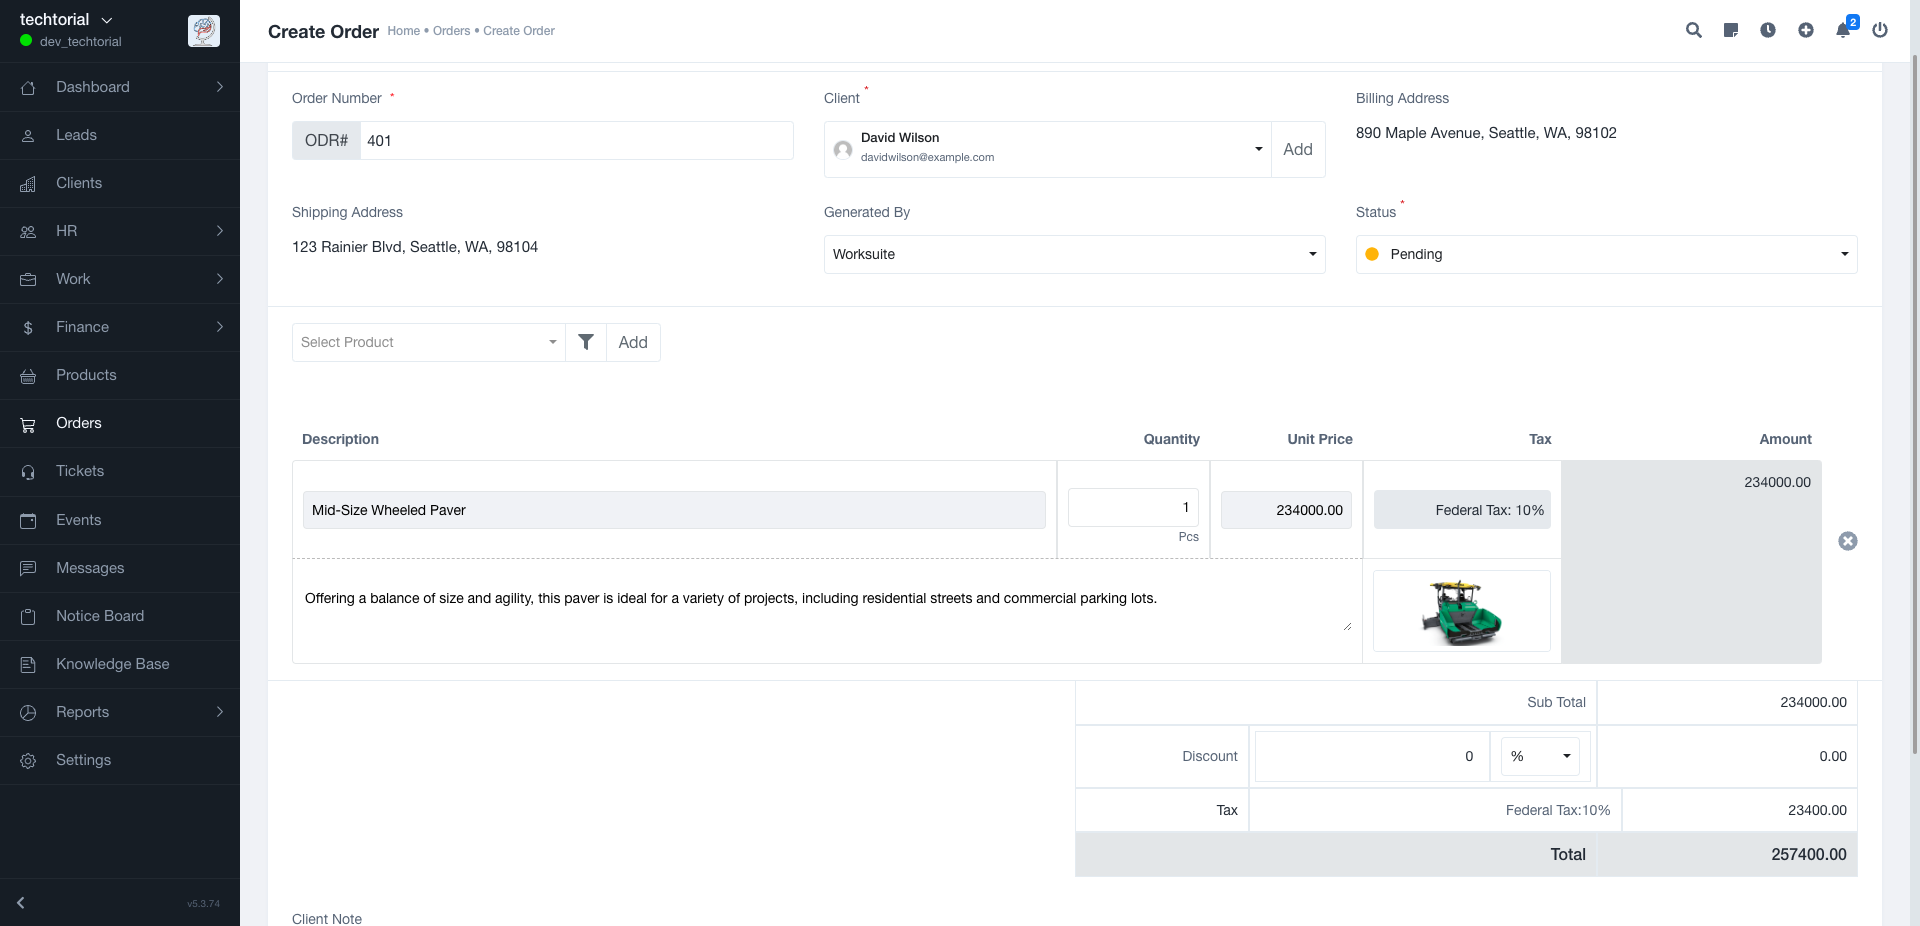 techtorial
dev_techtorial
Dashboard
Leads
Clients
HR
Work
Finance
Products
Orders
Tickets
Events
Messages
Notice Board
Knowledge Base
Reports
Settings
v5.3.74
Create Order Home • Orders • Create Order
2
Order Number *
ODR# 401
Client *
David Wilson
davidwilson@example.com
Add
Billing Address
890 Maple Avenue, Seattle, WA, 98102
Shipping Address
123 Rainier Blvd, Seattle, WA, 98104
Generated By
Worksuite
Status *
Pending
Select Product Add
Description Quantity Unit Price Tax Amount
Mid-Size Wheeled Paver 1 234000.00 Federal Tax: 10% 234000.00
Pcs
Offering a balance of size and agility, this paver is ideal for a variety of projects, including residential streets and commercial parking lots.
Sub Total 234000.00
Discount 0 % 0.00
Tax Federal Tax:10% 23400.00
Total 257400.00
Client Note